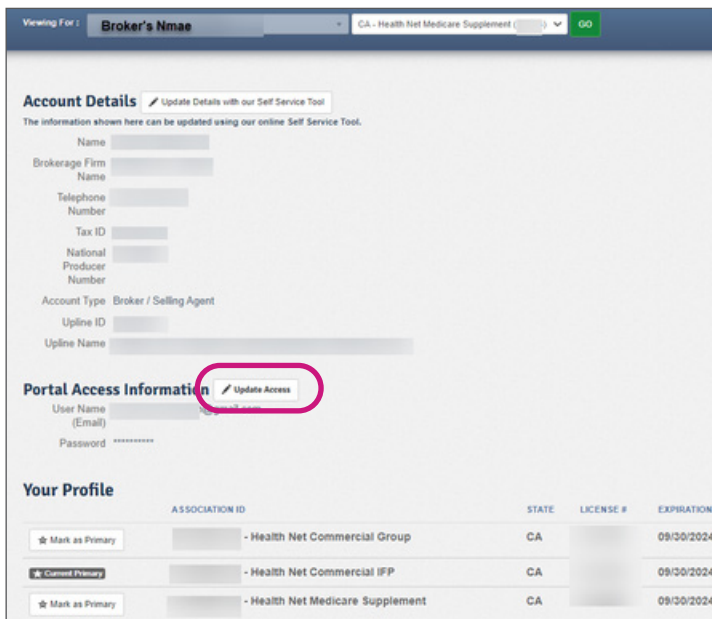 Viewing For : Broker's Nmae CA - Health Net Medicare Supplement ( ) GO
Account Details Update Details with our Self Service Tool
The information shown here can be updated using our online Self Service Tool.
Name
Brokerage Firm
Name
Telephone
Number
Tax ID
National
Producer
Number
Account Type Broker / Selling Agent
Upline ID
Upline Name
Portal Access Information Update Access
User Name @gmail.com
(Email)
Password **********
Your Profile
ASSOCIATION ID STATE LICENSE # EXPIRATION
Mark as Primary - Health Net Commercial Group CA 09/30/2024
Current Primary - Health Net Commercial IFP CA 09/30/2024
Mark as Primary - Health Net Medicare Supplement CA 09/30/2024